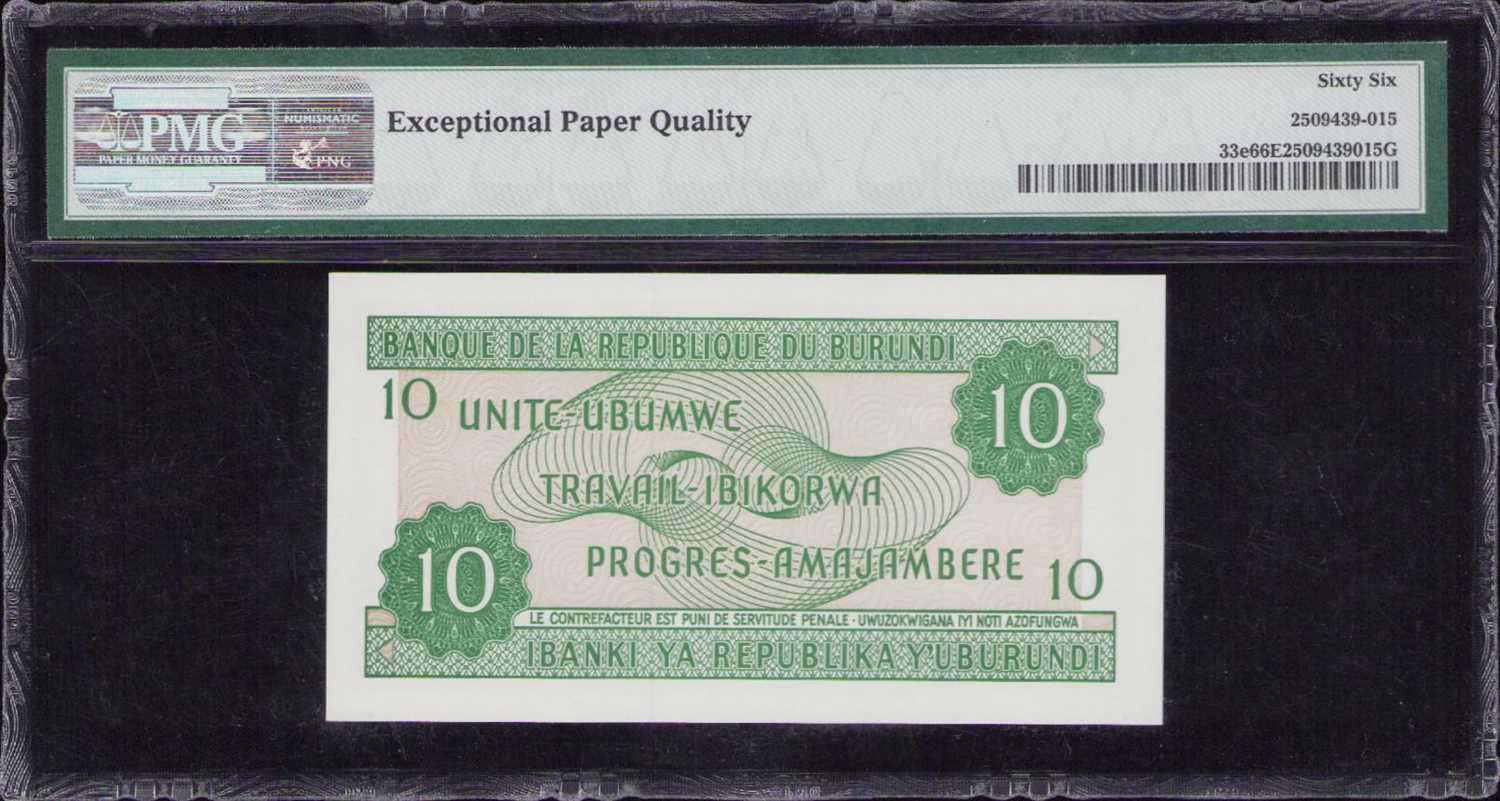 Sixty Six
PMG
PAPER MONEY GUARANTY
NUMISMATIC
PNG
Exceptional Paper Quality
2509439-015
33e66E2509439015G
BANQUE DE LA REPUBLIQUE DU BURUNDI
10
UNITE-UBUMWE
10
TRAVAIL-IBIKORWA
PROGRES-AMAJAMBERE
10
10
LE CONTREFACTEUR EST PUNI DE SERVITUDE PENALE · UWUZOKWIGANA IYI NOTI AZOFUNGWA
IBANKI YA REPUBLIKA Y'UBURUNDI